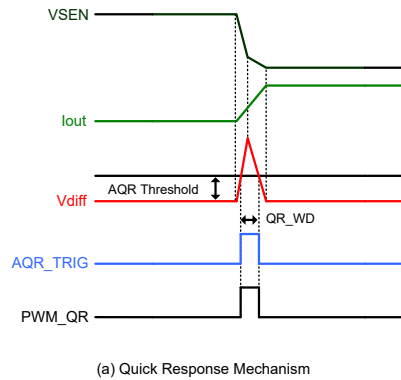 VSEN
Iout
AQR Threshold
Vdiff
QR_WD
AQR_TRIG
PWM_QR
(a) Quick Response Mechanism